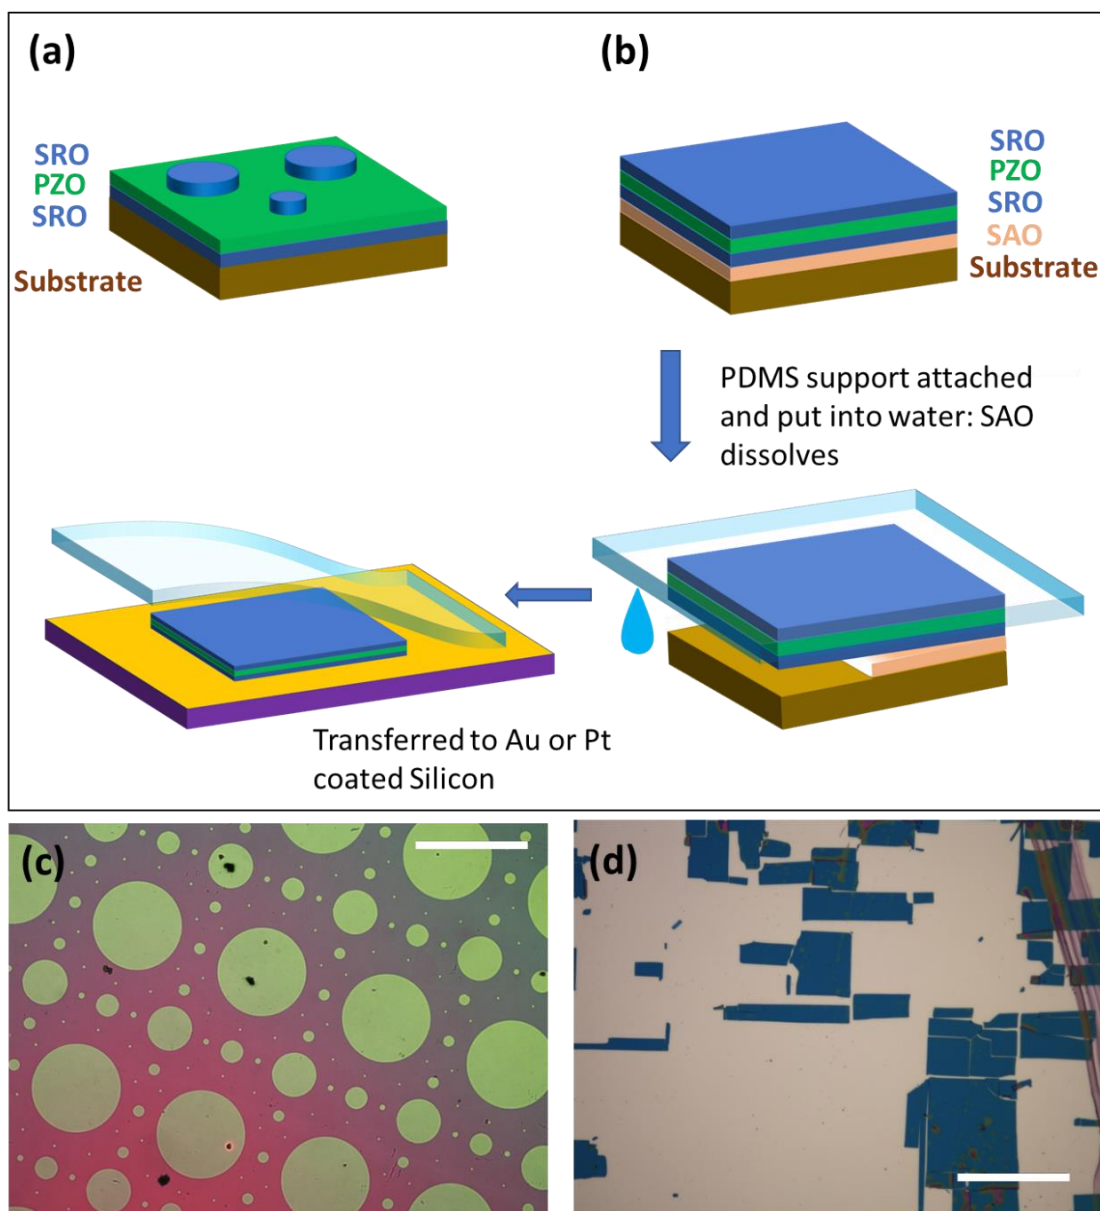 (a)
SRO
PZO
SRO
Substrate
(b)
SRO
PZO
SRO
SAO
Substrate
PDMS support attached
and put into water: SAO
dissolves
Transferred to Au or Pt
coated Silicon
(c)
(d)